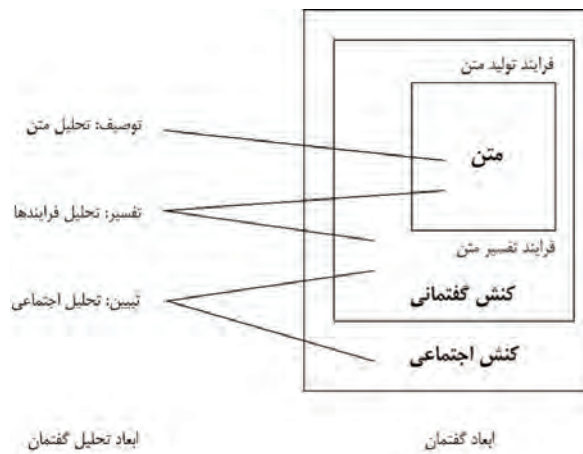 فرایند تولید متن
توصیف: تحلیل متن
متن
تفسیر: تحلیل فرایندها
فرایند تفسیر متن
کنش گفتمانی
تبیین: تحلیل اجتماعی
کنش اجتماعی
ابعاد گفتمان
ابعاد تحلیل گفتمان